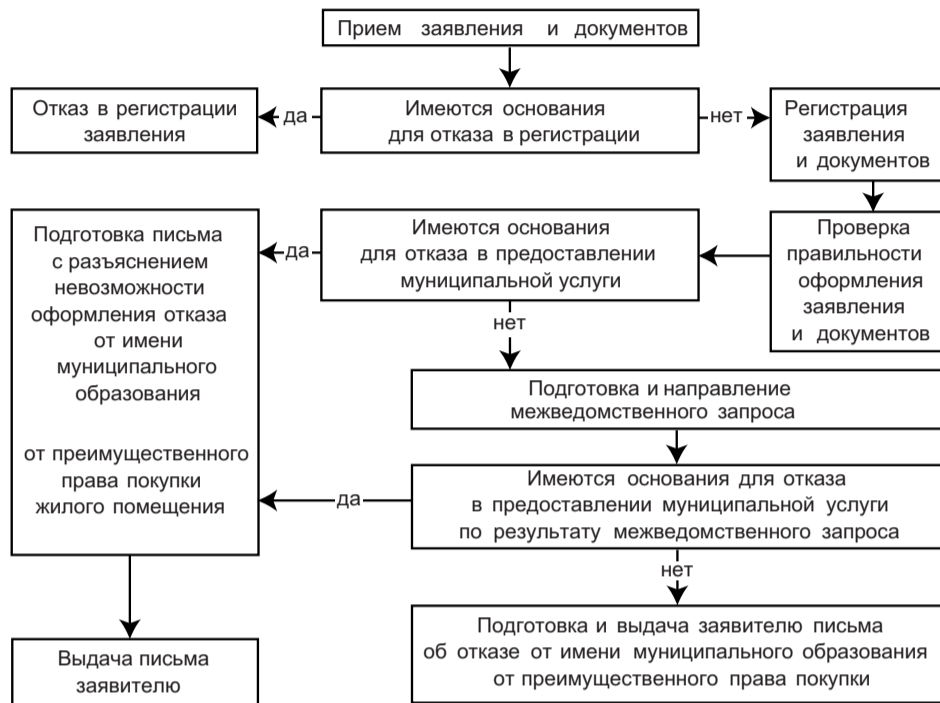 Прием заявления и документов
Отказ в регистрации
заявления
да
Имеются основания
для отказа в регистрации
нет
Регистрация
заявления
и документов
Подготовка письма
с разъяснением
невозможности
оформления отказа
от имени
муниципального
образования
от преимущественного
права покупки
жилого помещения
да
Имеются основания
для отказа в предоставлении
муниципальной услуги
Проверка
правильности
оформления
заявления
и документов
нет
Подготовка и направление
межведомственного запроса
да
Имеются основания для отказа
в предоставлении муниципальной услуги
по результату межведомственного запроса
нет
Выдача письма
заявителю
Подготовка и выдача заявителю письма
об отказе от имени муниципального образования
от преимущественного права покупки